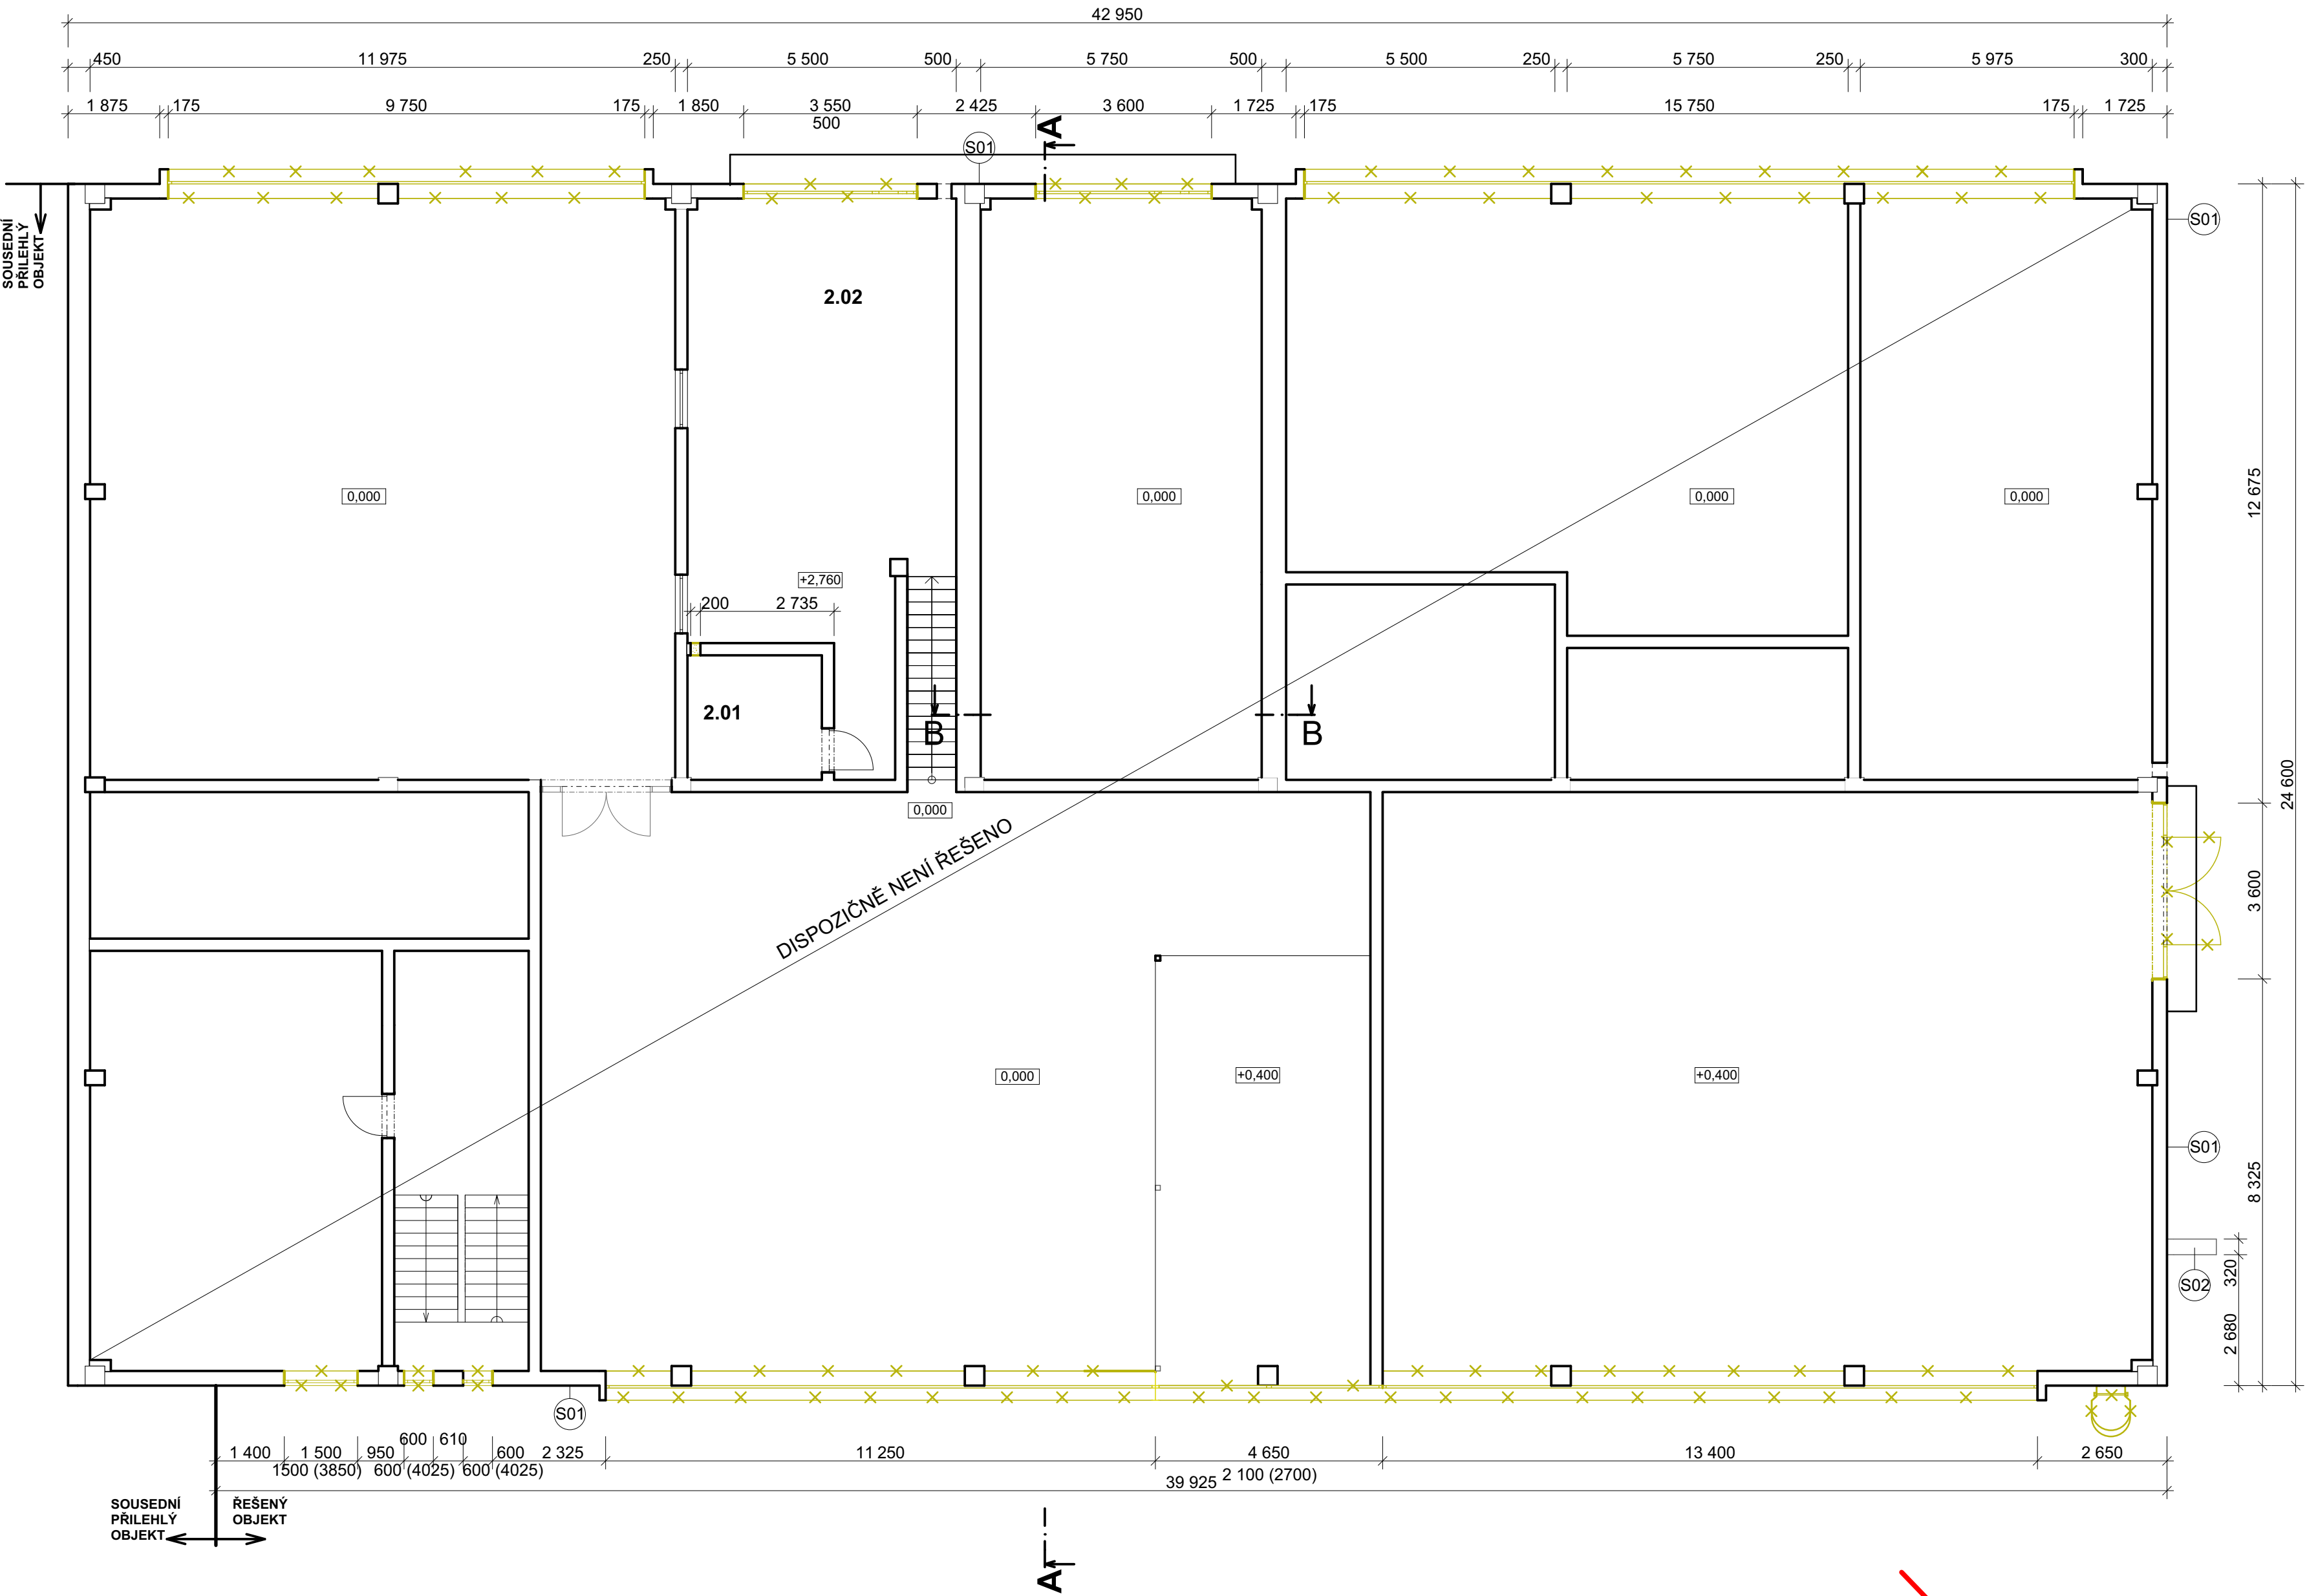 42 950
450 11 975 250 5 500 500 5 750 500 5 500 250 5 750 250 5 975 300
1 875 175 9 750 175 1 850 3 550 2 425 3 600 1 725 175 15 750 175 1 725
500
A
S01
SOUSEDNÍ
PŘILEHLÝ
OBJEKT
S01
2.02
0,000
0,000
0,000
0,000
12 675
+2,760
200 2 735
2.01
B
B
24 600
0,000
DISPOZIČNĚ NENÍ ŘEŠENO
3 600
0,000
+0,400
+0,400
S01
8 325
320
S02
2 680
S01
1 400 1 500 950 600 610 600 2 325 11 250 4 650 13 400 2 650
1500 (3850) 600 (4025) 600 (4025) 2 100 (2700)
39 925
SOUSEDNÍ
PŘILEHLÝ
OBJEKT
ŘEŠENÝ
OBJEKT
A